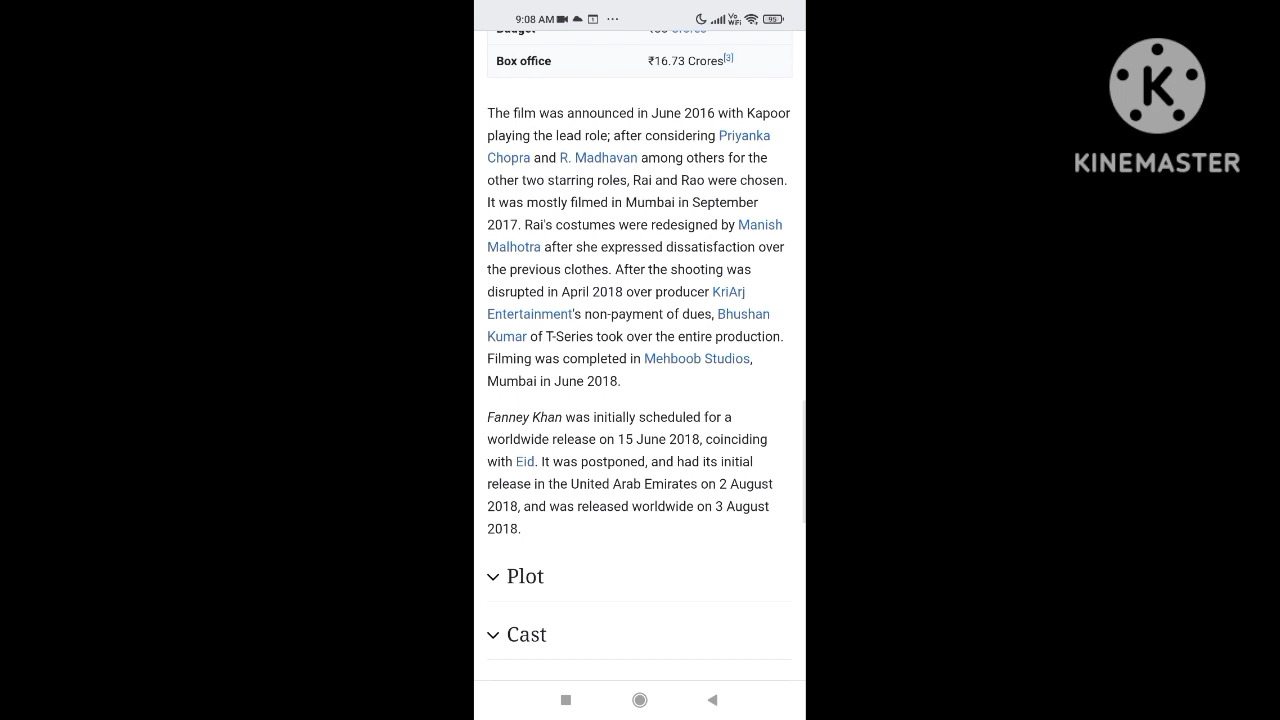 9:08 AM
Vo WiFi 95
Box office ₹16.73 Crores[3]
The film was announced in June 2016 with Kapoor
playing the lead role; after considering Priyanka
Chopra and R. Madhavan among others for the
other two starring roles, Rai and Rao were chosen.
It was mostly filmed in Mumbai in September
2017. Rai's costumes were redesigned by Manish
Malhotra after she expressed dissatisfaction over
the previous clothes. After the shooting was
disrupted in April 2018 over producer KriArj
Entertainment's non-payment of dues, Bhushan
Kumar of T-Series took over the entire production.
Filming was completed in Mehboob Studios,
Mumbai in June 2018.
Fanney Khan was initially scheduled for a
worldwide release on 15 June 2018, coinciding
with Eid. It was postponed, and had its initial
release in the United Arab Emirates on 2 August
2018, and was released worldwide on 3 August
2018.
Plot
Cast
K
KINEMASTER